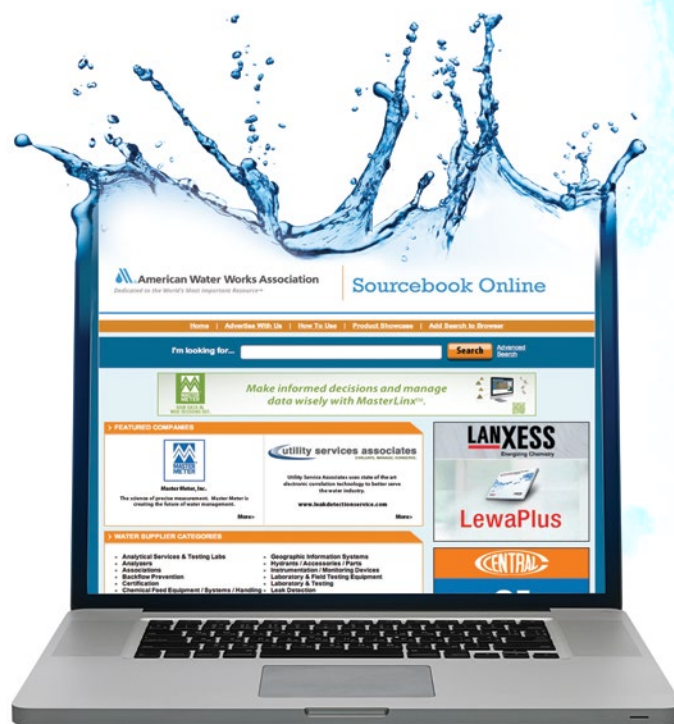 American Water Works Association
Dedicated to the World's Most Important Resource™
Sourcebook Online
Home | Advertise With Us | How To Use | Product Showcase | Add Search to Browser
I'm looking for...
Search
Advanced
Search
MASTER
METER
Make informed decisions and manage
data wisely with MasterLinx™.
FEATURED COMPANIES
MASTER
METER
Master Meter, Inc.
The science of precise measurement. Master Meter is
creating the future of water management.
More>
utility services associates
Utility Service Associates uses state of the art
electronic correlation technology to better serve
the water industry.
www.leakdetectionservice.com
More>
LANXESS
Energizing Chemistry
LewaPlus
WATER SUPPLIER CATEGORIES
Analytical Services & Testing Labs
Analyzers
Associations
Backflow Prevention
Certification
Chemical Feed Equipment / Systems / Handling
Geographic Information Systems
Hydrants / Accessories / Parts
Instrumentation / Monitoring Devices
Laboratory & Field Testing Equipment
Laboratory & Testing
Leak Detection
CENTRAL